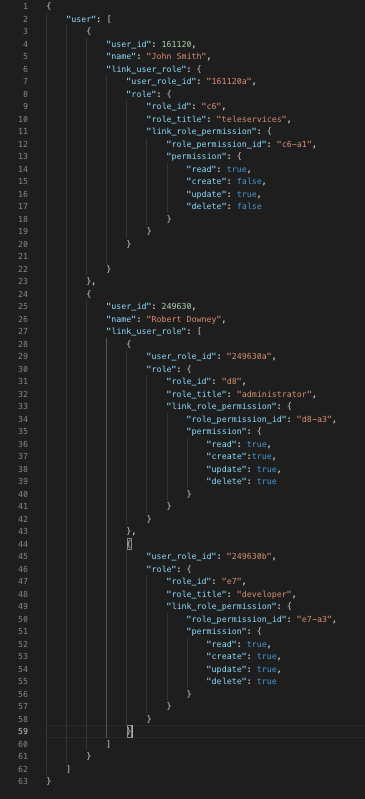 1 {
2 "user": [
3 {
4 "user_id": 161120,
5 "name": "John Smith",
6 "link_user_role": {
7 "user_role_id": "161120a",
8 "role": {
9 "role_id": "c6",
10 "role_title": "teleservices",
11 "link_role_permission": {
12 "role_permission_id": "c6-a1",
13 "permission": {
14 "read": true,
15 "create": false,
16 "update": true,
17 "delete": false
18 }
19 }
20 }
21
22 }
23 },
24 {
25 "user_id": 249630,
26 "name": "Robert Downey",
27 "link_user_role": [
28 {
29 "user_role_id": "249630a",
30 "role": {
31 "role_id": "d8",
32 "role_title": "administrator",
33 "link_role_permission": {
34 "role_permission_id": "d8-a3",
35 "permission": {
36 "read": true,
37 "create":true,
38 "update": true,
39 "delete": true
40 }
41 }
42 }
43 },
44 {
45 "user_role_id": "249630b",
46 "role": {
47 "role_id": "e7",
48 "role_title": "developer",
49 "link_role_permission": {
50 "role_permission_id": "e7-a3",
51 "permission": {
52 "read": true,
53 "create": true,
54 "update": true,
55 "delete": true
56 }
57 }
58 }
59 }
60 ]
61 }
62 ]
63 }